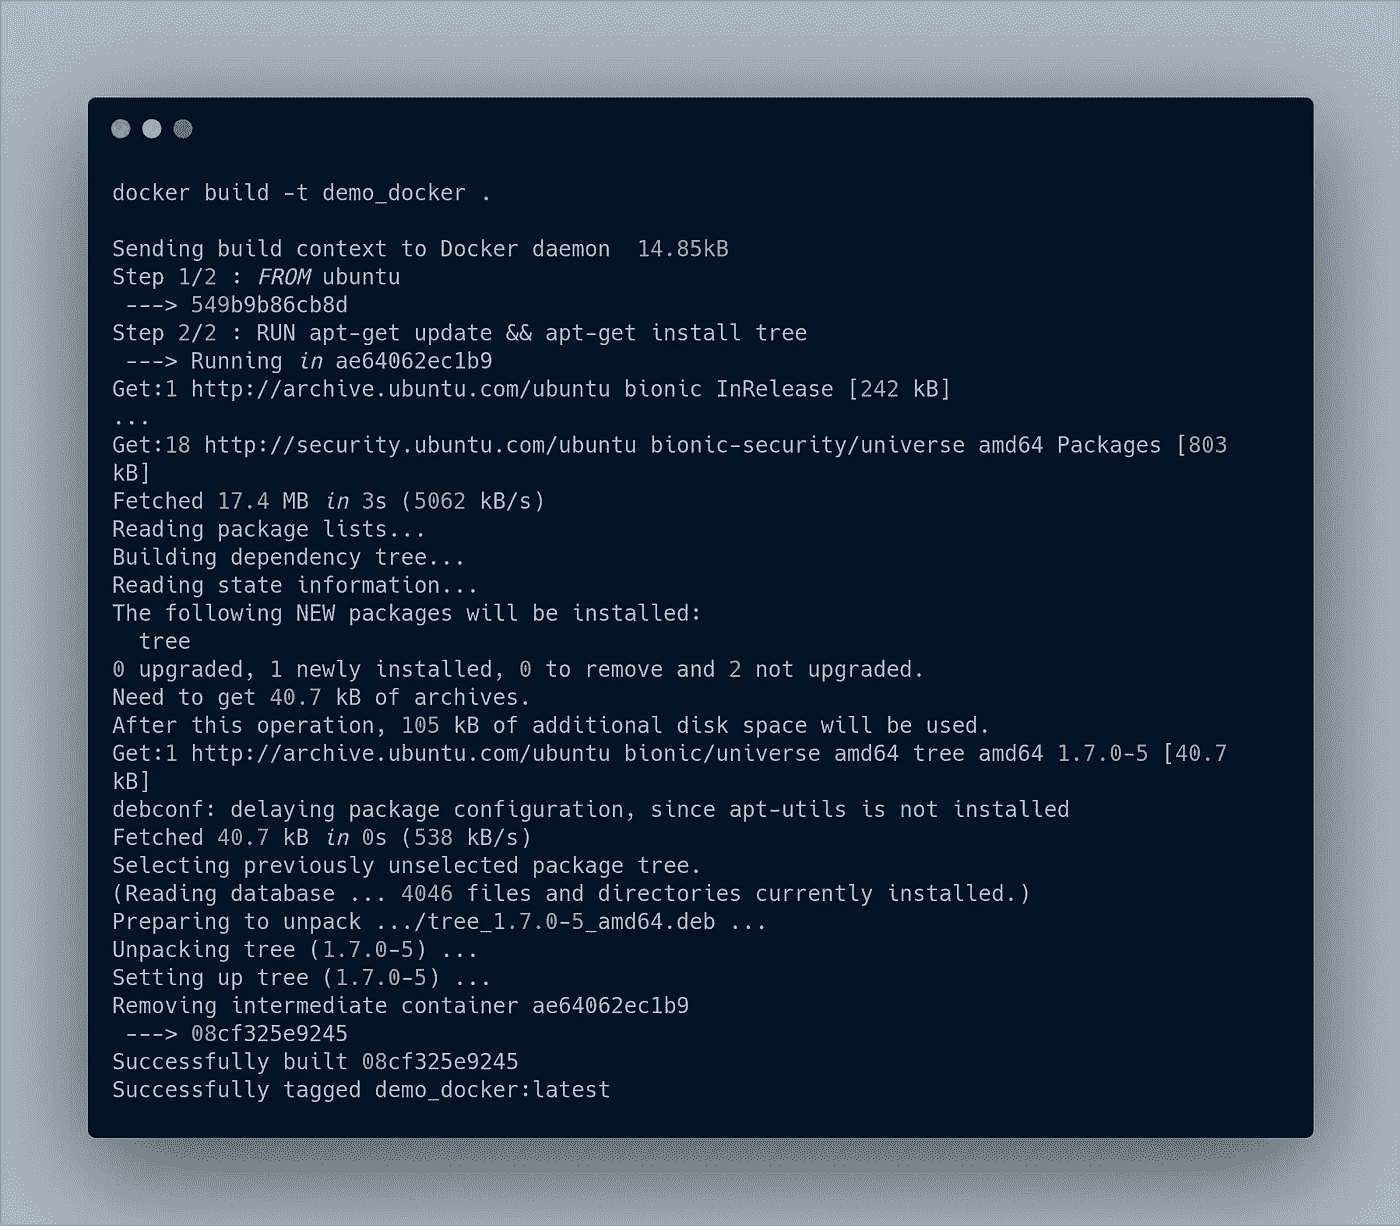 docker build -t demo_docker .
Sending build context to Docker daemon  14.85kB
Step 1/2 : FROM ubuntu
 ---> 549b9b86cb8d
Step 2/2 : RUN apt-get update && apt-get install tree
 ---> Running in ae64062ec1b9
Get:1 http://archive.ubuntu.com/ubuntu bionic InRelease [242 kB]
...
Get:18 http://security.ubuntu.com/ubuntu bionic-security/universe amd64 Packages [803
kB]
Fetched 17.4 MB in 3s (5062 kB/s)
Reading package lists...
Building dependency tree...
Reading state information...
The following NEW packages will be installed:
  tree
0 upgraded, 1 newly installed, 0 to remove and 2 not upgraded.
Need to get 40.7 kB of archives.
After this operation, 105 kB of additional disk space will be used.
Get:1 http://archive.ubuntu.com/ubuntu bionic/universe amd64 tree amd64 1.7.0-5 [40.7
kB]
debconf: delaying package configuration, since apt-utils is not installed
Fetched 40.7 kB in 0s (538 kB/s)
Selecting previously unselected package tree.
(Reading database ... 4046 files and directories currently installed.)
Preparing to unpack .../tree_1.7.0-5_amd64.deb ...
Unpacking tree (1.7.0-5) ...
Setting up tree (1.7.0-5) ...
Removing intermediate container ae64062ec1b9
 ---> 08cf325e9245
Successfully built 08cf325e9245
Successfully tagged demo_docker:latest